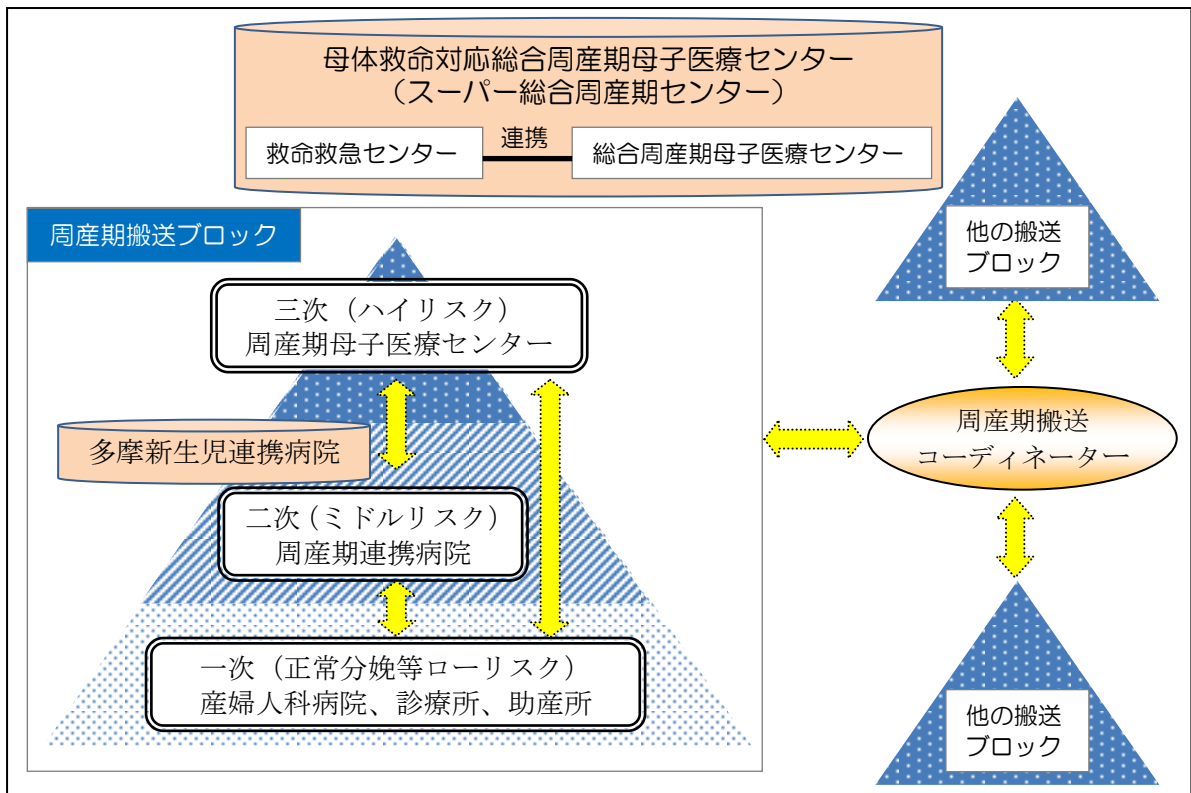 母体救命対応総合周産期母子医療センター
（スーパー総合周産期センター）
救命救急センター
連携
総合周産期母子医療センター
周産期搬送ブロック
三次（ハイリスク）
周産期母子医療センター
多摩新生児連携病院
二次（ミドルリスク）
周産期連携病院
一次（正常分娩等ローリスク）
産婦人科病院、診療所、助産所
他の搬送
ブロック
周産期搬送
コーディネーター
他の搬送
ブロック